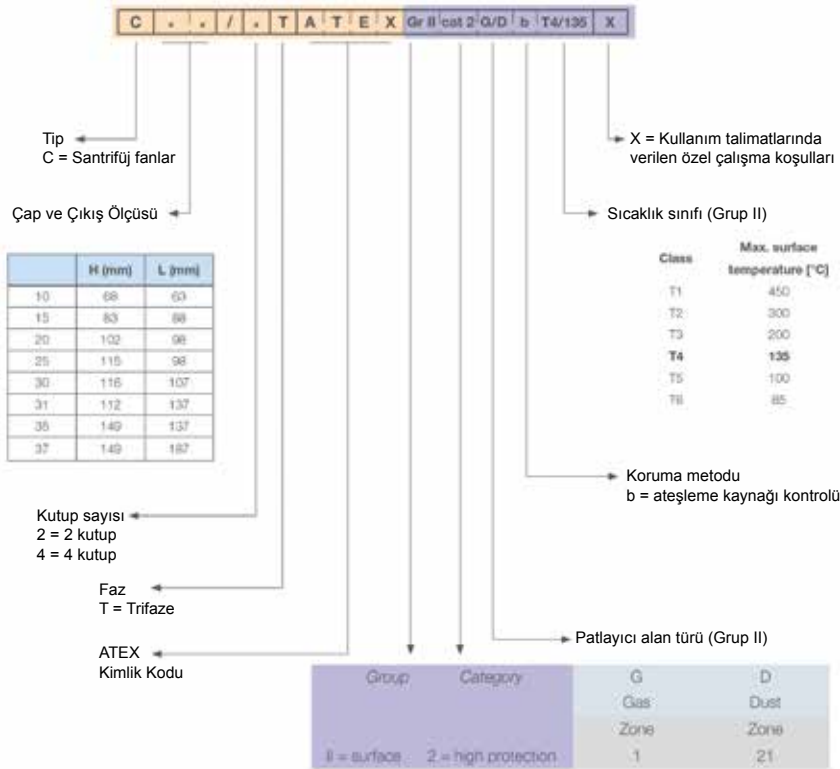 C . . / . T A T E X Gr II cat 2 G/D b T4/135 X
Tip
C = Santrifüj fanlar
X = Kullanım talimatlarında
verilen özel çalışma koşulları
Çap ve Çıkış Ölçüsü
Sıcaklık sınıfı (Grup II)
H (mm) L (mm)
10 68 63
15 83 88
20 102 98
25 115 98
30 116 107
31 112 137
35 149 137
37 149 187
Class Max. surface
temperature [°C]
T1 450
T2 300
T3 200
T4 135
T5 100
T6 85
Koruma metodu
b = ateşleme kaynağı kontrolü
Kutup sayısı
2 = 2 kutup
4 = 4 kutup
Faz
T = Trifaze
ATEX
Kimlik Kodu
Patlayıcı alan türü (Grup II)
Group Category G D
Gas Dust
Zone Zone
II = surface 2 = high protection 1 21